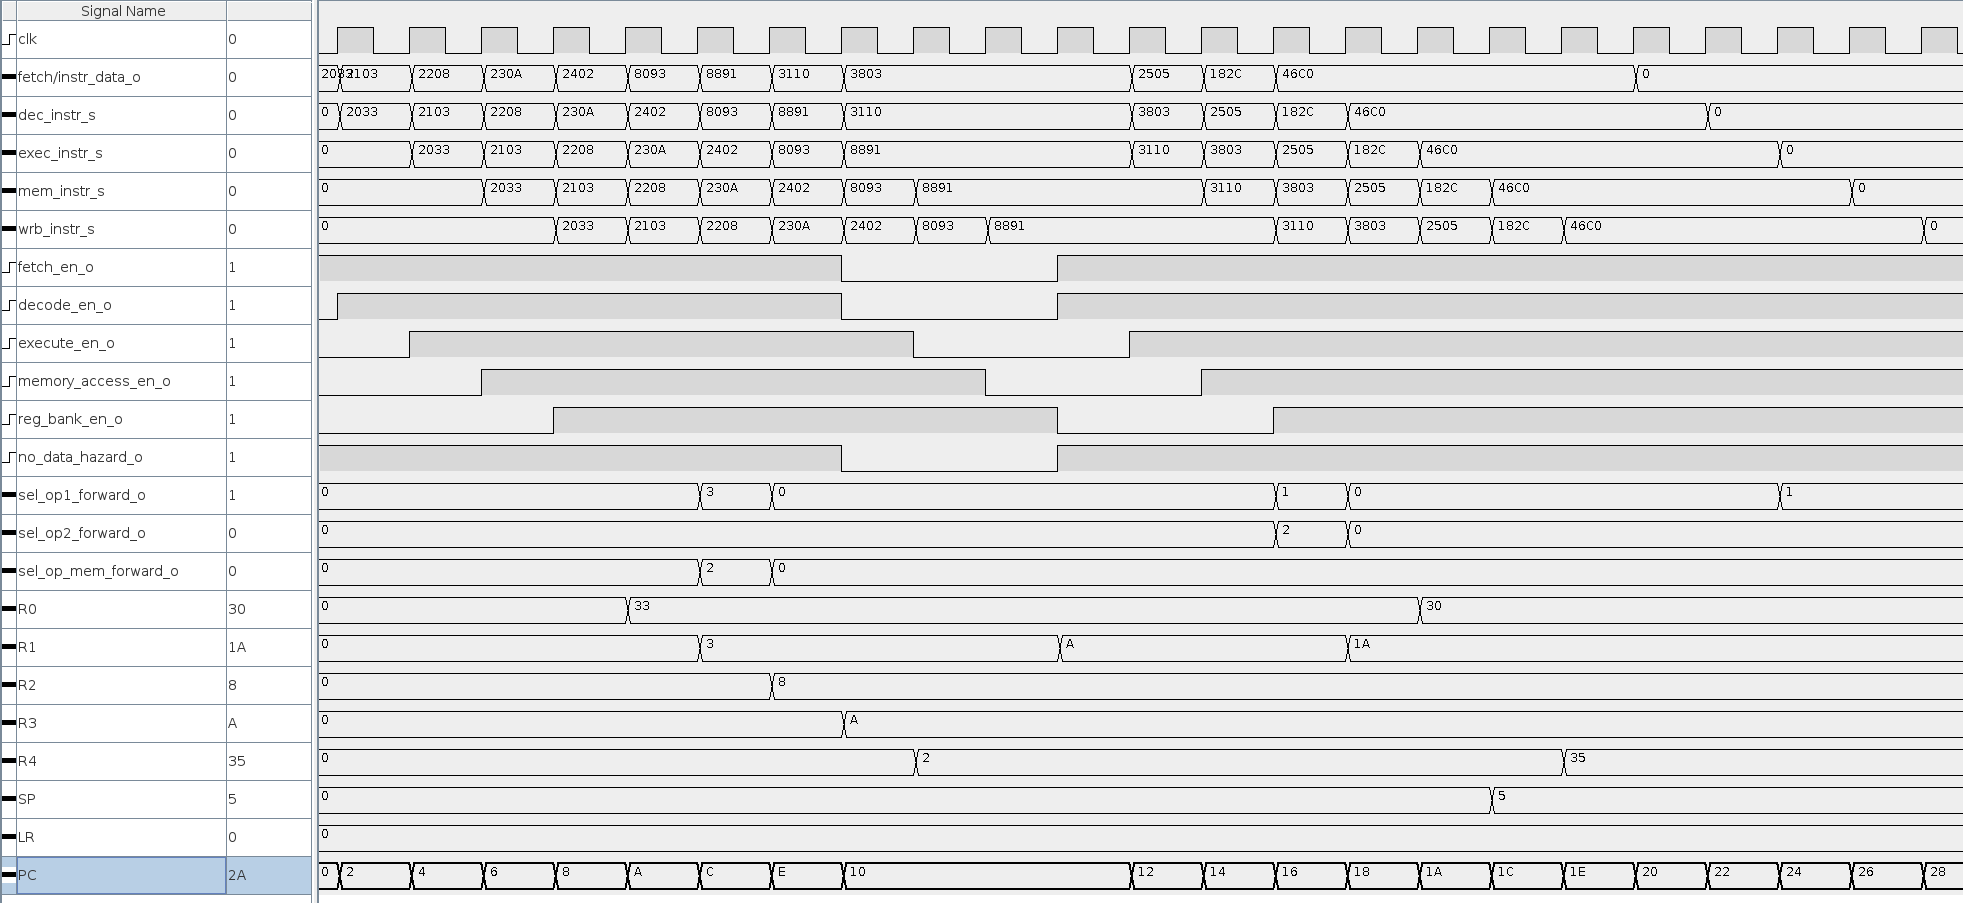 Signal Name
clk 0
fetch/instr_data_o 0 2033 2103 2208 230A 2402 8093 8891 3110 3803 2505 182C 46C0 0
dec_instr_s 0 0 2033 2103 2208 230A 2402 8093 8891 3110 3803 2505 182C 46C0 0
exec_instr_s 0 0 2033 2103 2208 230A 2402 8093 8891 3110 3803 2505 182C 46C0 0
mem_instr_s 0 0 2033 2103 2208 230A 2402 8093 8891 3110 3803 2505 182C 46C0 0
wrb_instr_s 0 0 2033 2103 2208 230A 2402 8093 8891 3110 3803 2505 182C 46C0 0
fetch_en_o 1
decode_en_o 1
execute_en_o 1
memory_access_en_o 1
reg_bank_en_o 1
no_data_hazard_o 1
sel_op1_forward_o 1 0 3 0 1 0 1
sel_op2_forward_o 0 0 2 0
sel_op_mem_forward_o 0 0 2 0
R0 30 0 33 30
R1 1A 0 3 A 1A
R2 8 0 8
R3 A 0 A
R4 35 0 2 35
SP 5 0 5
LR 0 0
PC 2A 0 2 4 6 8 A C E 10 12 14 16 18 1A 1C 1E 20 22 24 26 28